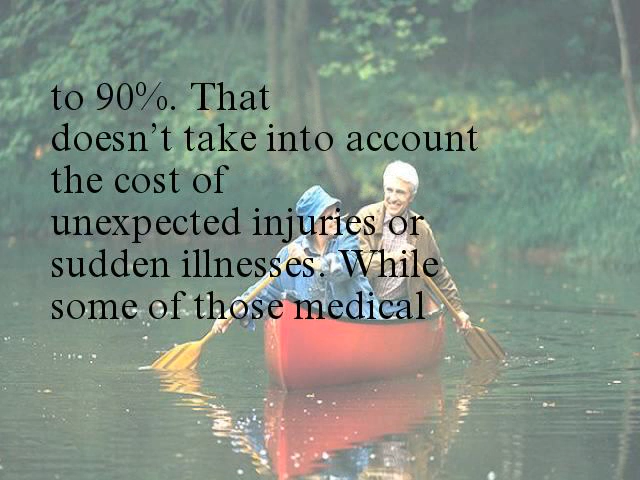 to 90%. That
doesn’t take into account
the cost of
unexpected injuries or
sudden illnesses. While
some of those medical